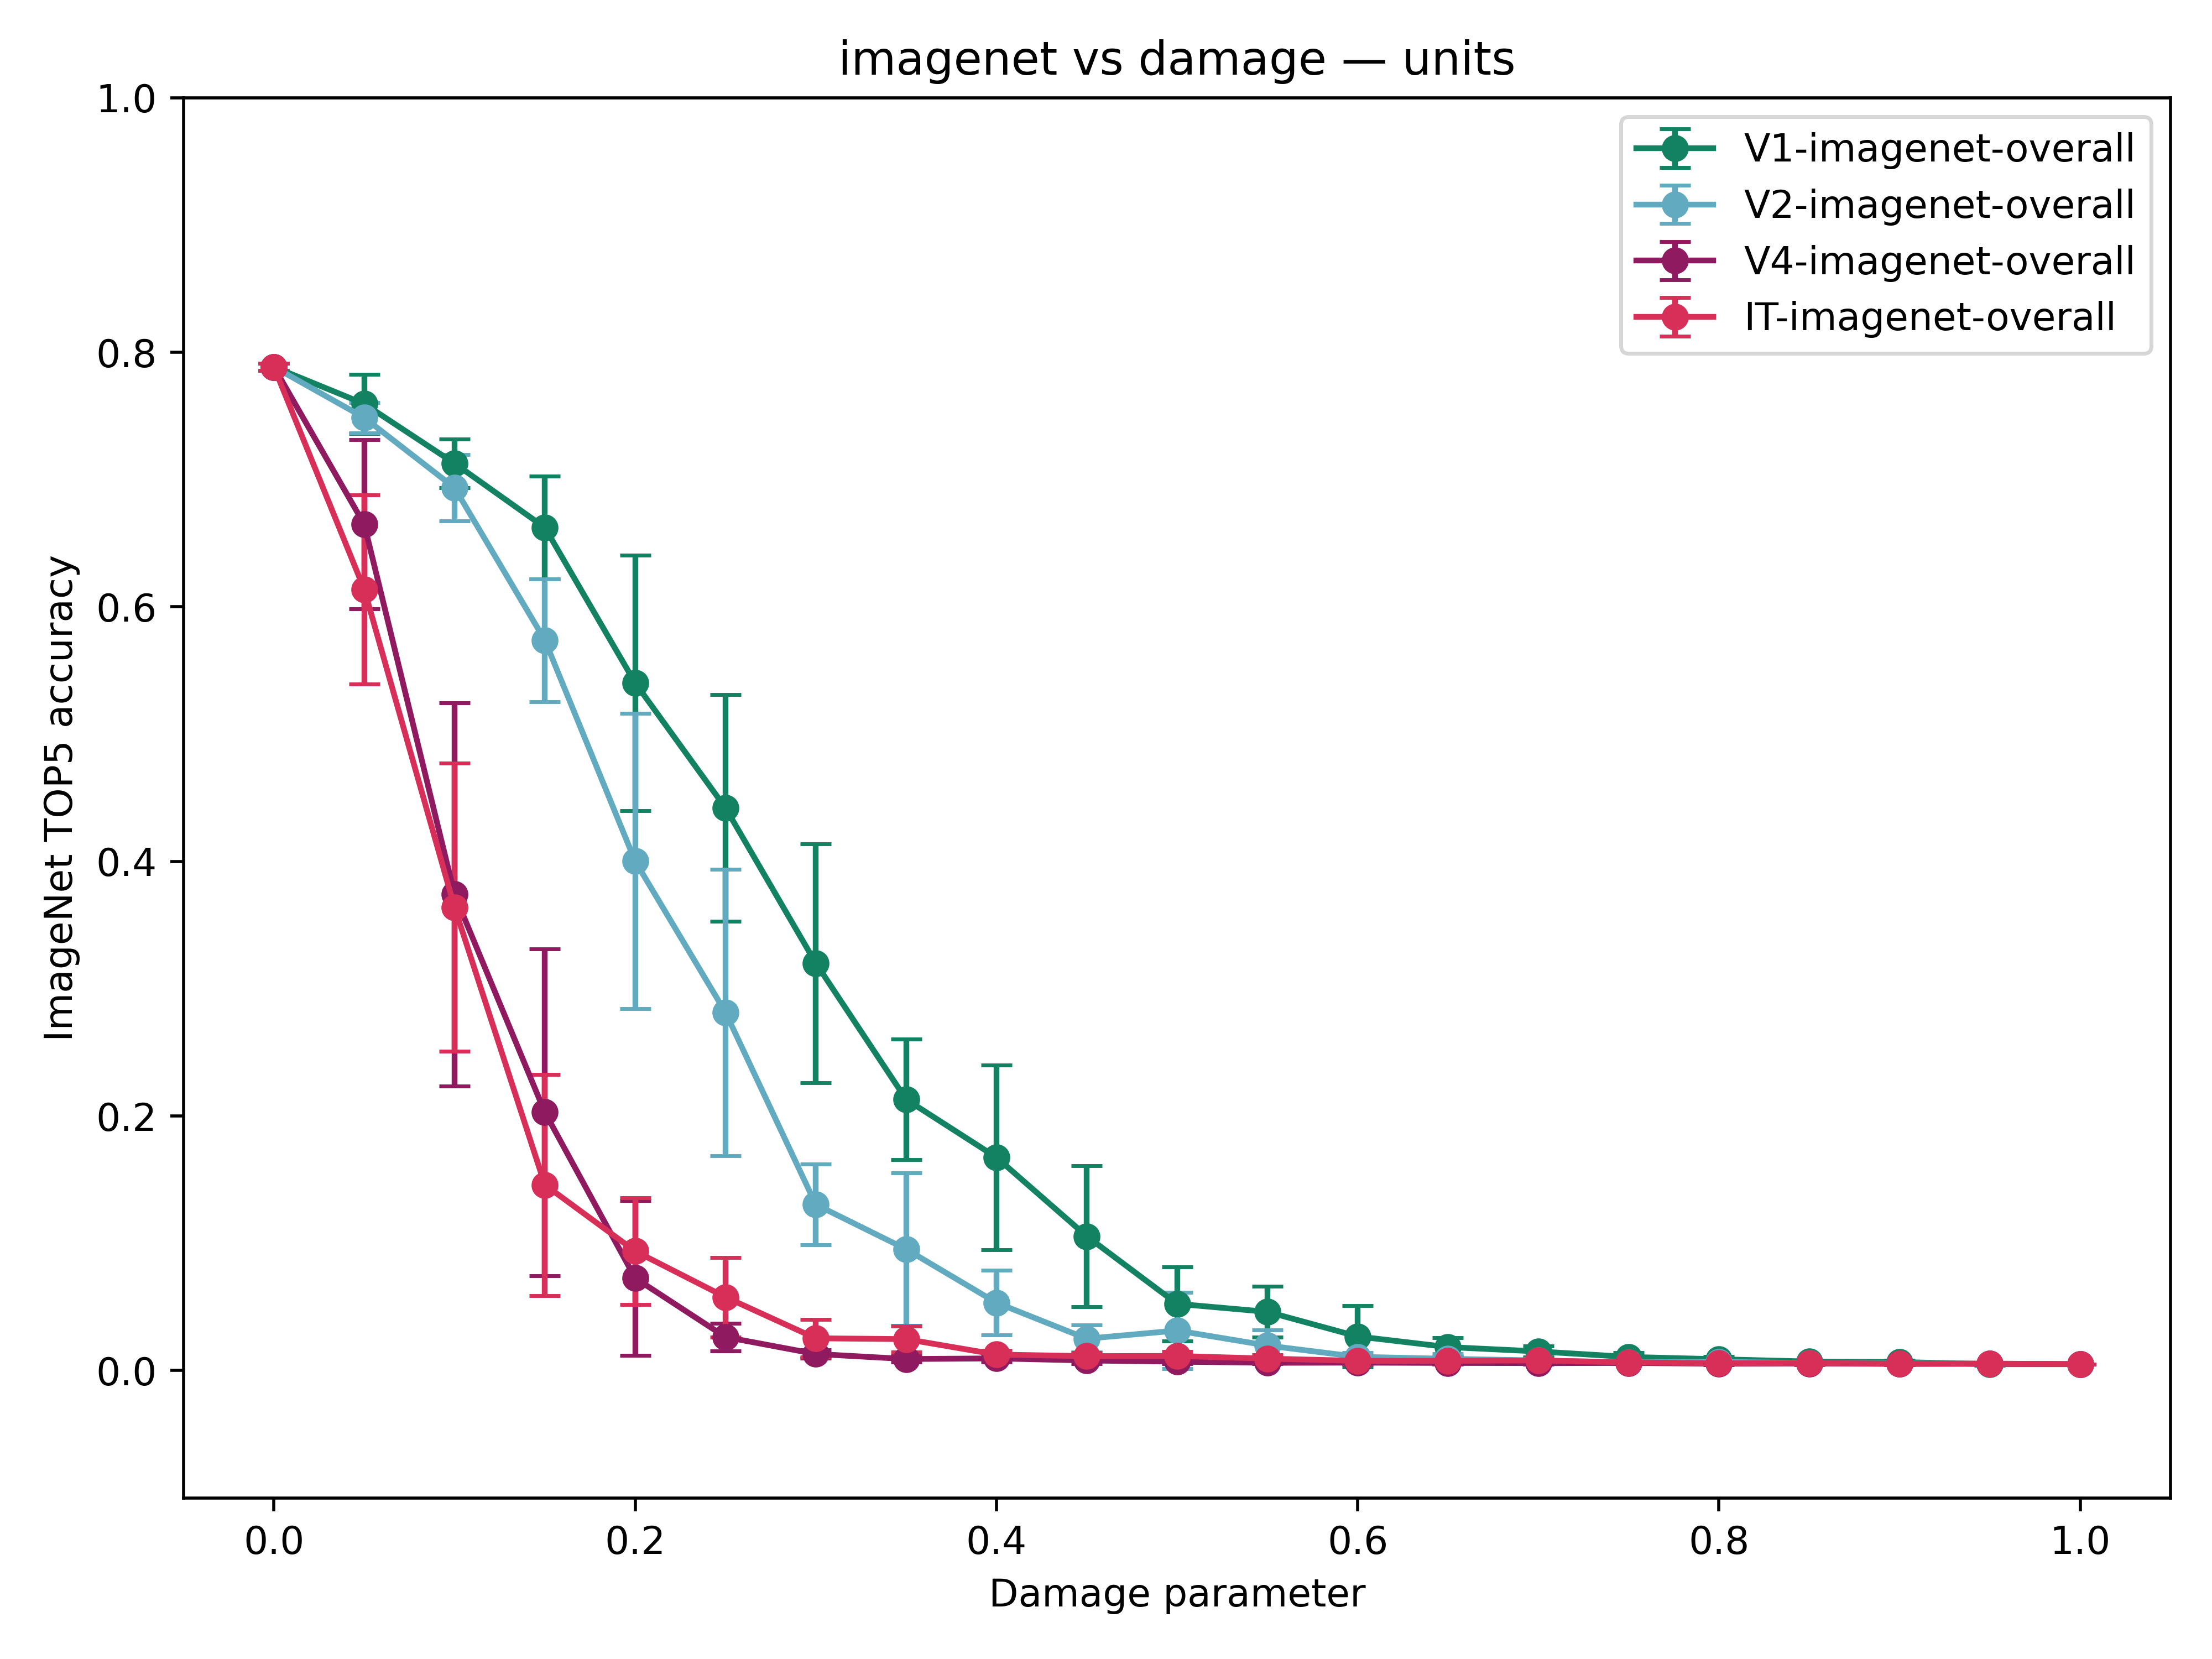 imagenet vs damage — units
1.0
0.8
0.6
0.4
0.2
0.0
ImageNet TOP5 accuracy
V1-imagenet-overall
V2-imagenet-overall
V4-imagenet-overall
IT-imagenet-overall
0.0 0.2 0.4 0.6 0.8 1.0
Damage parameter